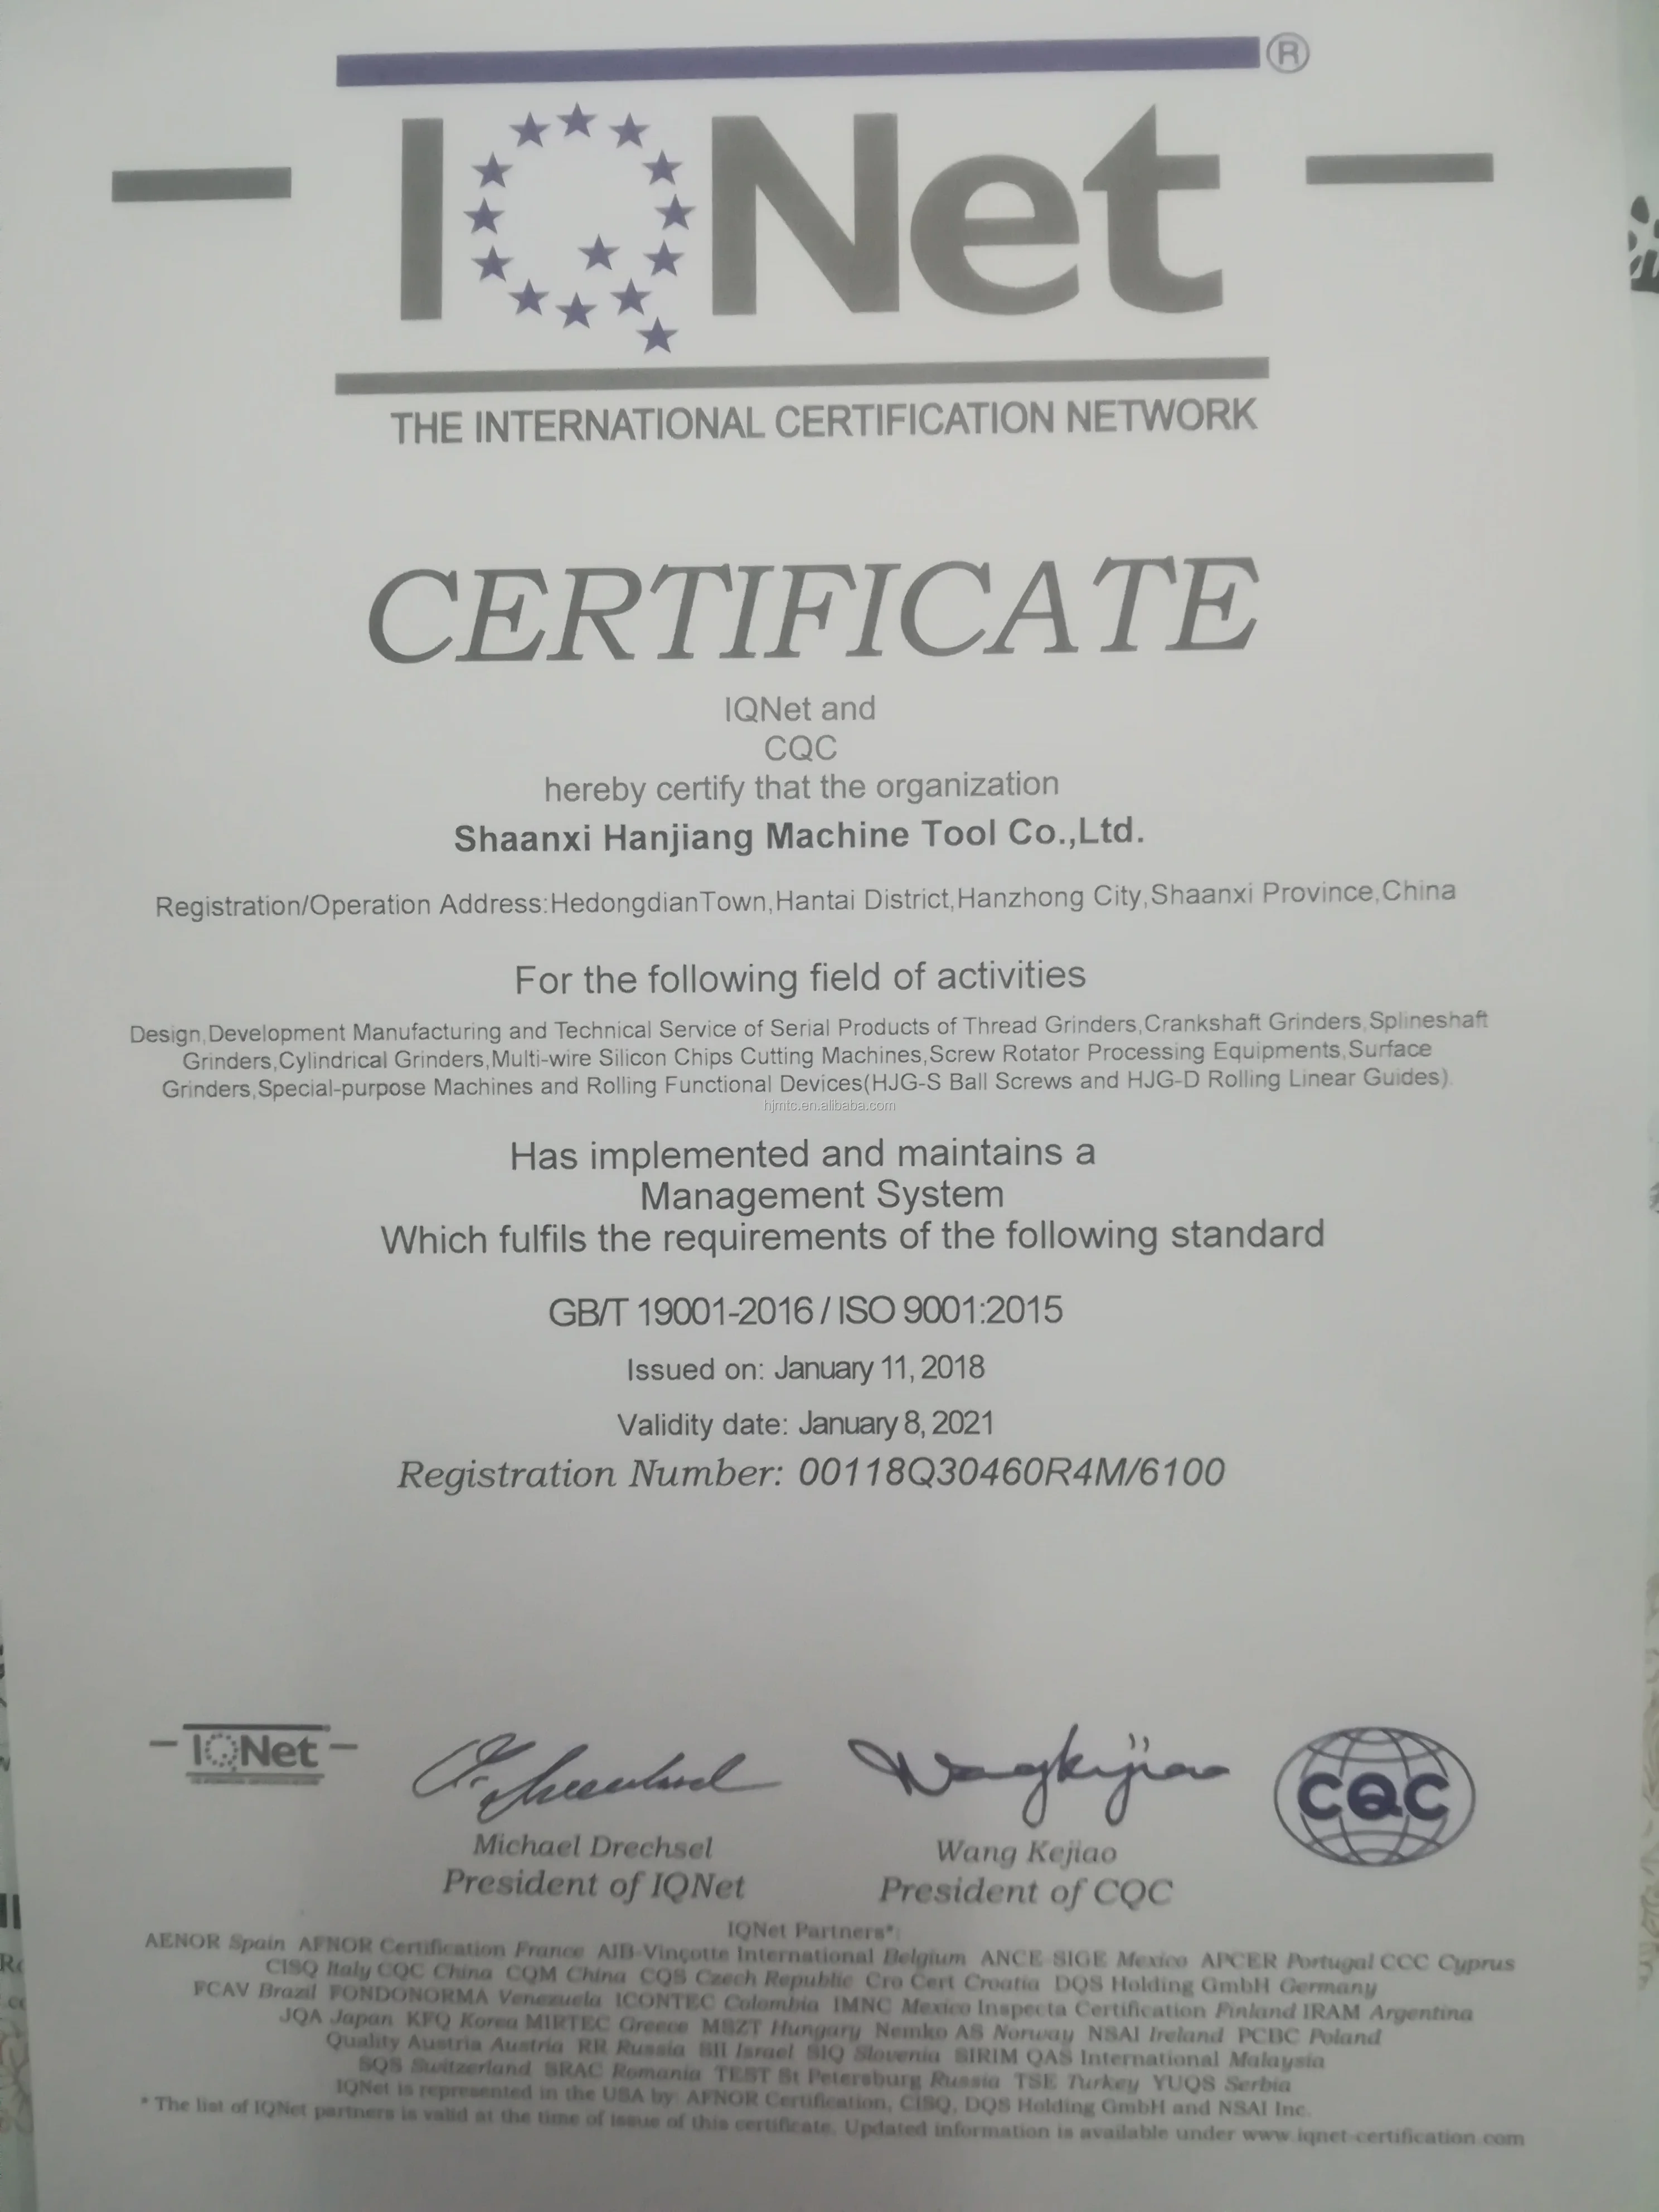 IQNet®
THE INTERNATIONAL CERTIFICATION NETWORK
CERTIFICATE
IQNet and
CQC
hereby certify that the organization
Shaanxi Hanjiang Machine Tool Co.,Ltd.
Registration/Operation Address:HedongdianTown,Hantai District,Hanzhong City,Shaanxi Province,China
For the following field of activities
Design,Development Manufacturing and Technical Service of Serial Products of Thread Grinders,Crankshaft Grinders,Splineshaft
Grinders,Cylindrical Grinders,Multi-wire Silicon Chips Cutting Machines,Screw Rotator Processing Equipments,Surface
Grinders,Special-purpose Machines and Rolling Functional Devices(HJG-S Ball Screws and HJG-D Rolling Linear Guides).
hjmtc.en.alibaba.com
Has implemented and maintains a
Management System
Which fulfils the requirements of the following standard
GB/T 19001-2016 / ISO 9001:2015
Issued on: January 11, 2018
Validity date: January 8, 2021
Registration Number: 00118Q30460R4M/6100
IQNet
CQC
Michael Drechsel
Wang Kejiao
President of IQNet
President of CQC
IQNet Partners*:
AENOR Spain AFNOR Certification France AIB-Vinçotte International Belgium ANCE-SIGE Mexico APCER Portugal CCC Cyprus
CISQ Italy CQC China CQM China CQS Czech Republic Cro Cert Croatia DQS Holding GmbH Germany
FCAV Brazil FONDONORMA Venezuela ICONTEC Colombia IMNC Mexico Inspecta Certification Finland IRAM Argentina
JQA Japan KFQ Korea MIRTEC Greece MSZT Hungary Nemko AS Norway NSAI Ireland PCBC Poland
Quality Austria Austria RR Russia SII Israel SIQ Slovenia SIRIM QAS International Malaysia
SQS Switzerland SRAC Romania TEST St Petersburg Russia TSE Turkey YUQS Serbia
IQNet is represented in the USA by: AFNOR Certification, CISQ, DQS Holding GmbH and NSAI Inc.
* The list of IQNet partners is valid at the time of issue of this certificate. Updated information is available under www.iqnet-certification.com